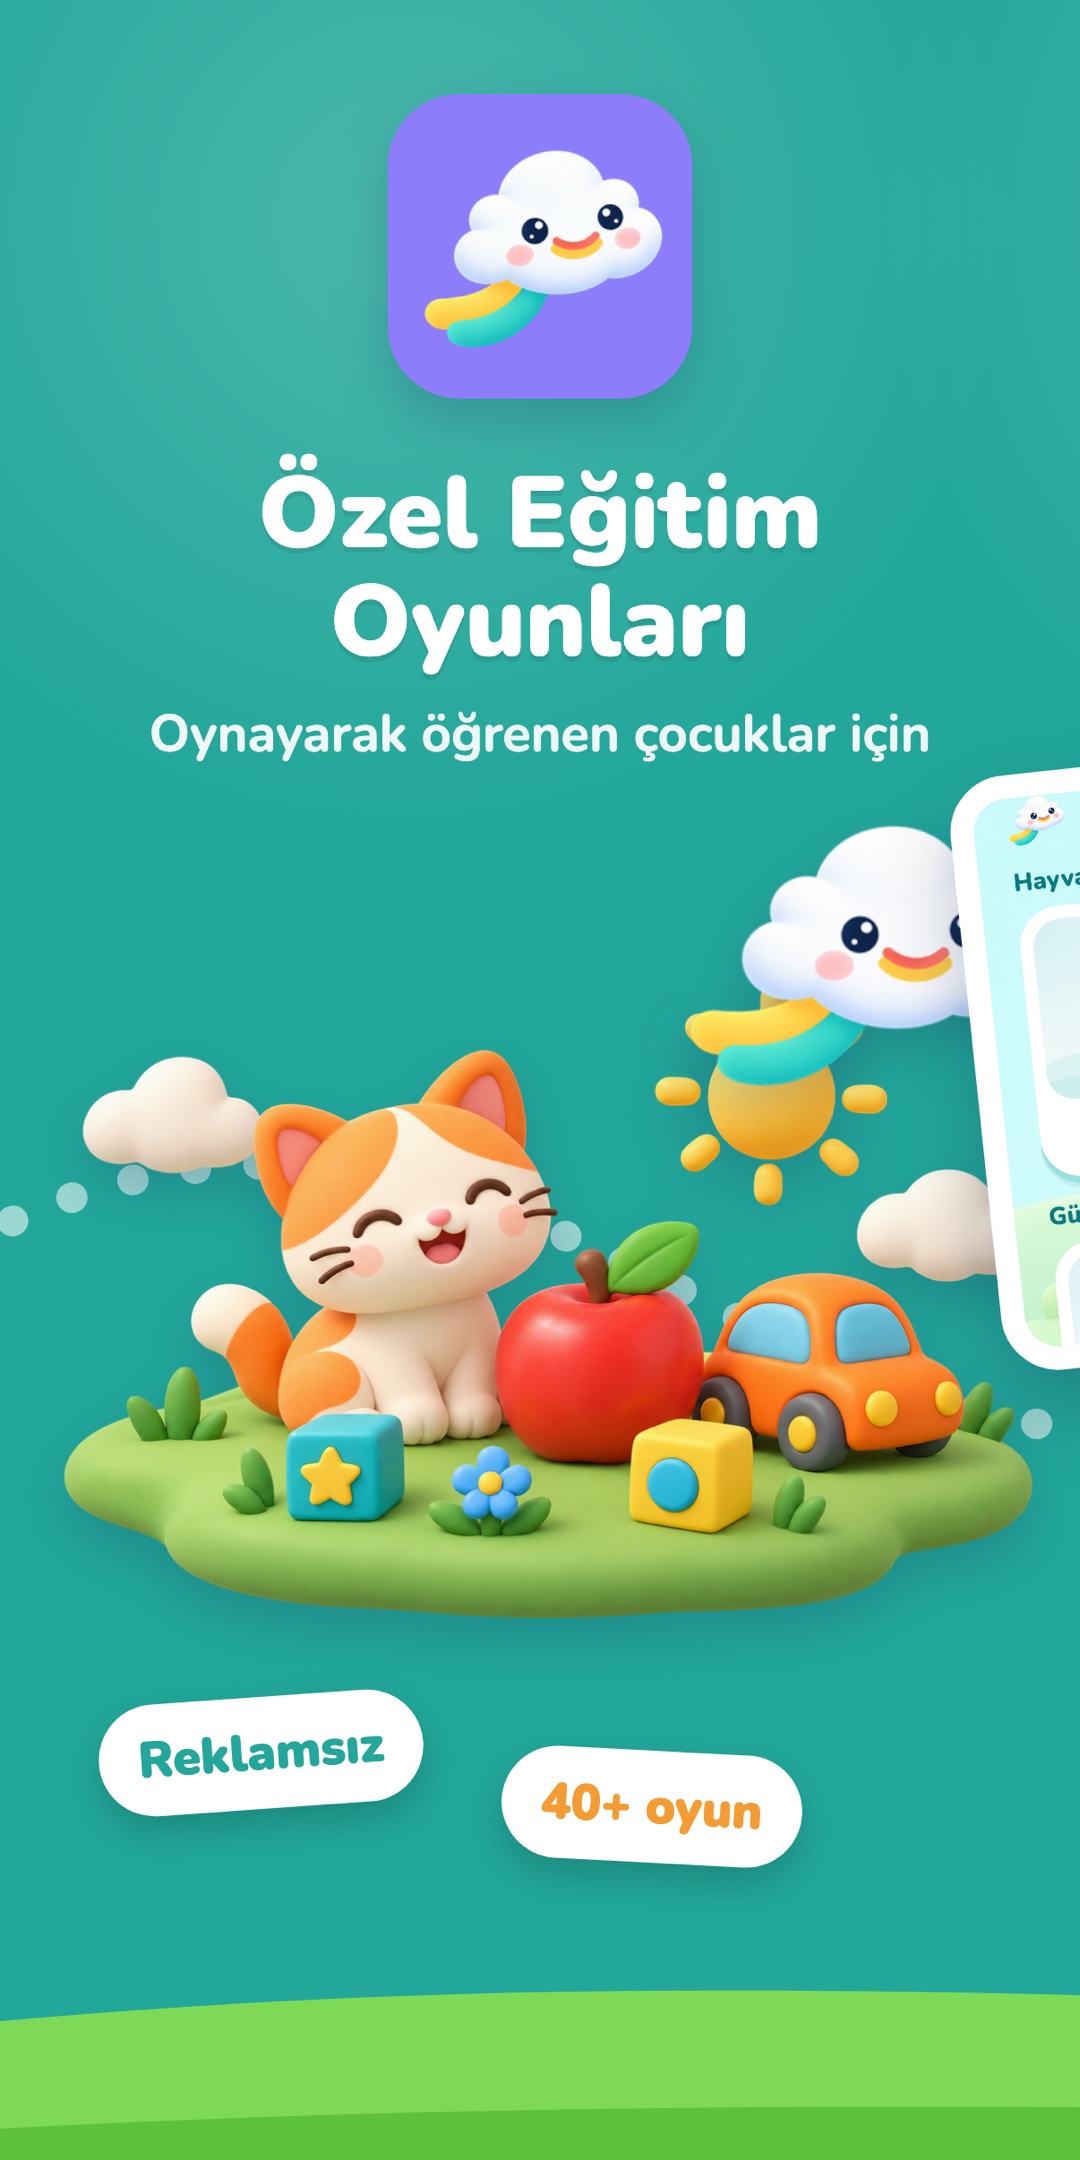 Özel Eğitim
Oyunları
Oynayarak öğrenen çocuklar için
Reklamsız
40+ oyun